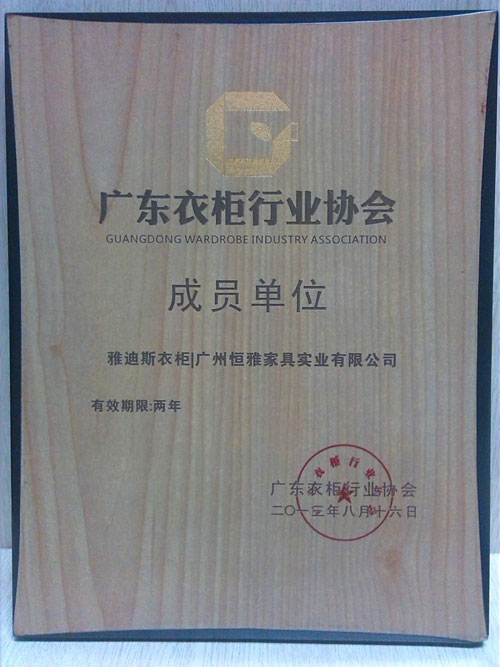 广东衣柜行业协会
GUANGDONG WARDROBE INDUSTRY ASSOCIATION
成员单位
雅迪斯衣柜|广州恒雅家具实业有限公司
有效期限:两年
广东衣柜行业协会
二〇一三年八月十六日